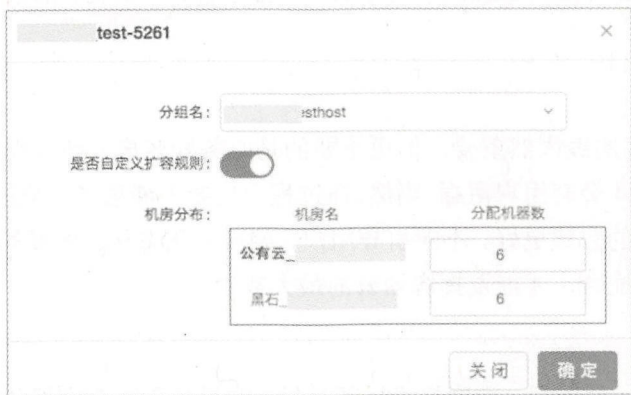 test-5261
分组名：
esthost
是否自定义扩容规则：
机房分布：
机房名
分配机器数
公有云_
6
黑石_
6
关闭
确定